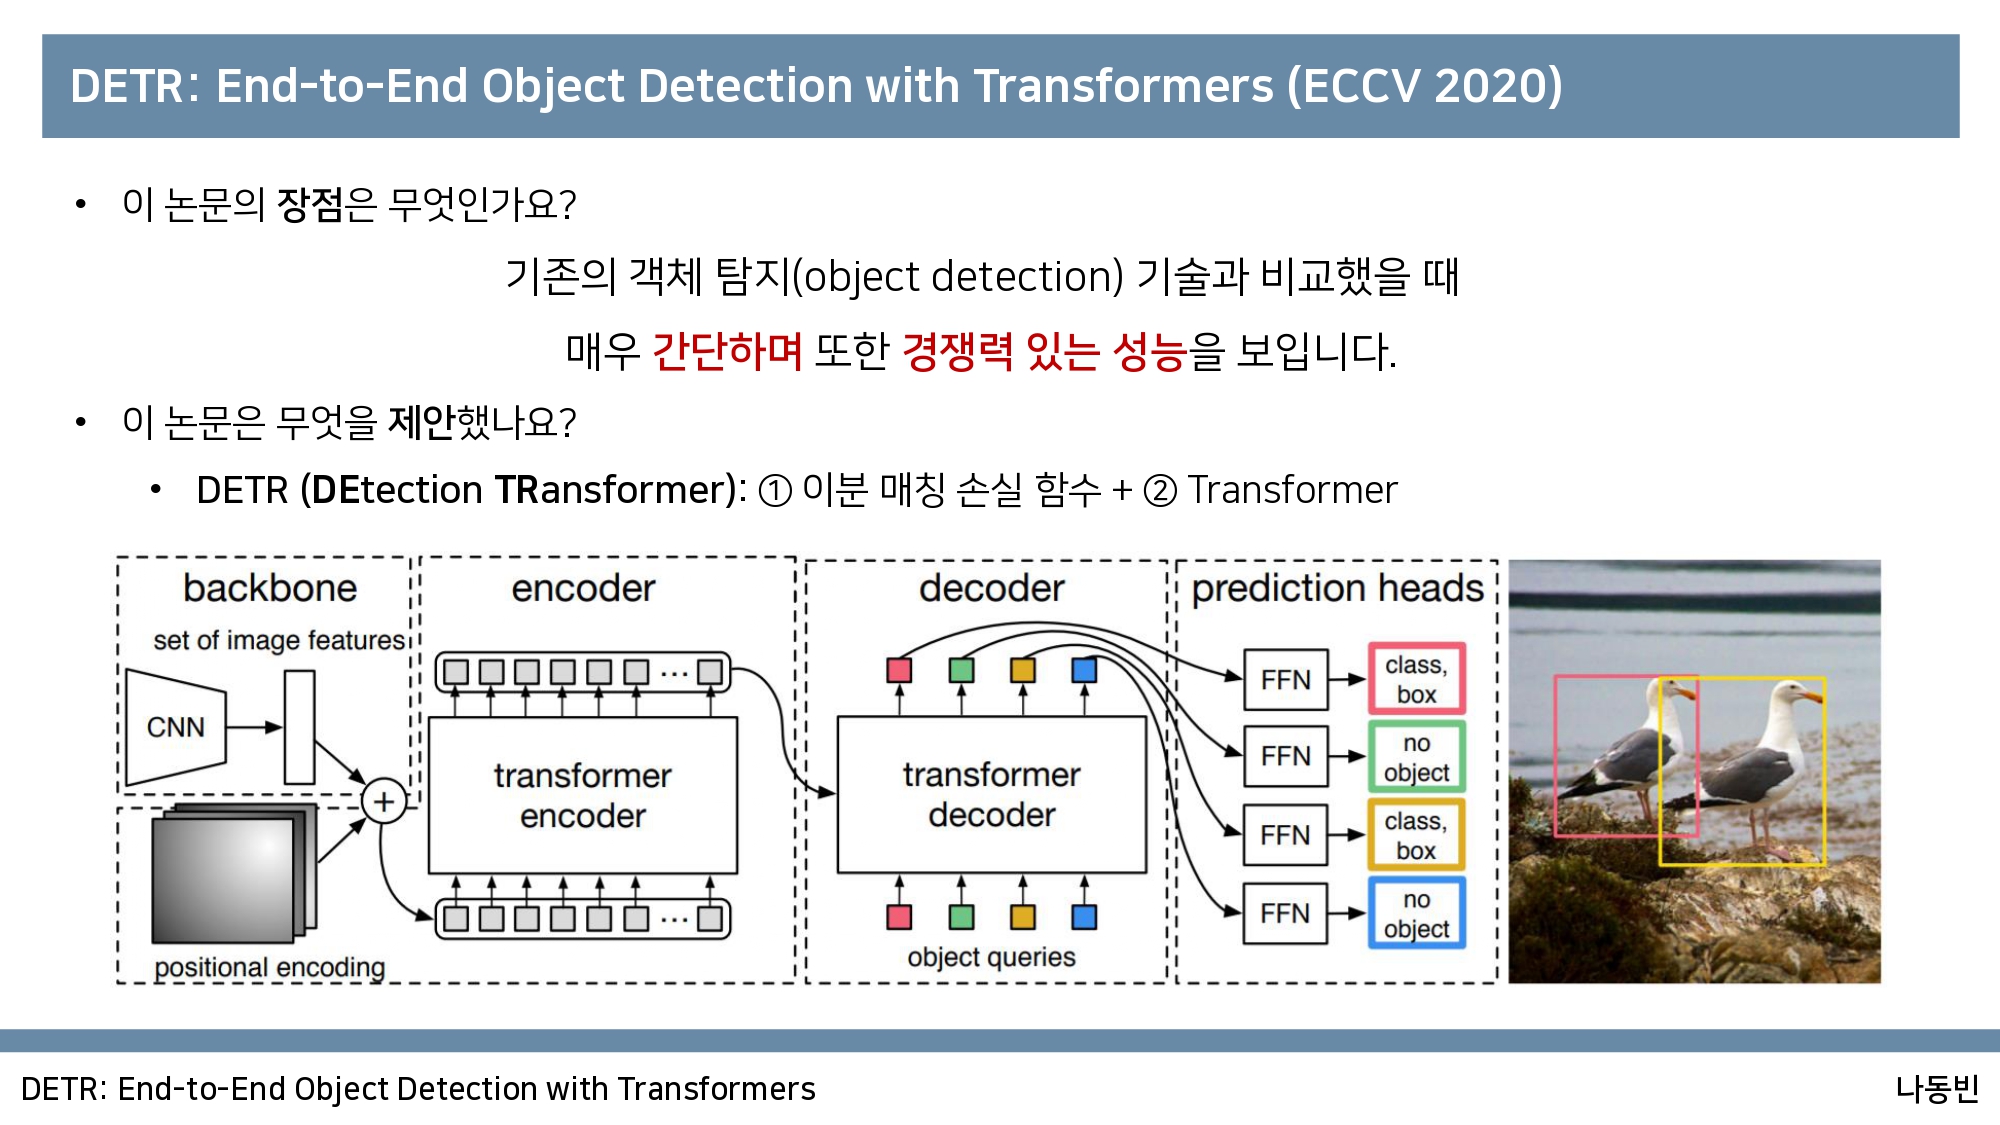 DETR: End-to-End Object Detection with Transformers (ECCV 2020)
• 이 논문의 장점은 무엇인가요?
기존의 객체 탐지(object detection) 기술과 비교했을 때
매우 간단하며 또한 경쟁력 있는 성능을 보입니다.
• 이 논문은 무엇을 제안했나요?
• DETR (DEtection TRansformer): ① 이분 매칭 손실 함수 + ② Transformer
backbone
set of image features
CNN
+
positional encoding
encoder
...
transformer
encoder
...
decoder
transformer
decoder
object queries
prediction heads
FFN
class,
box
FFN
no
object
FFN
class,
box
FFN
no
object
DETR: End-to-End Object Detection with Transformers
나동빈